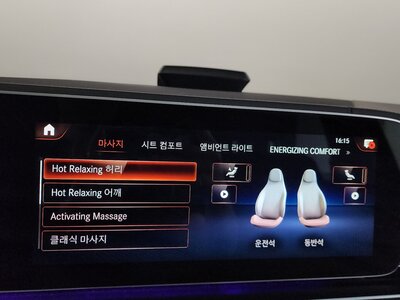 16:15
마사지 시트 컴포트 앰비언트 라이트 ENERGIZING COMFORT »
Hot Relaxing 허리
Hot Relaxing 어깨
Activating Massage
클래식 마사지
운전석 동반석